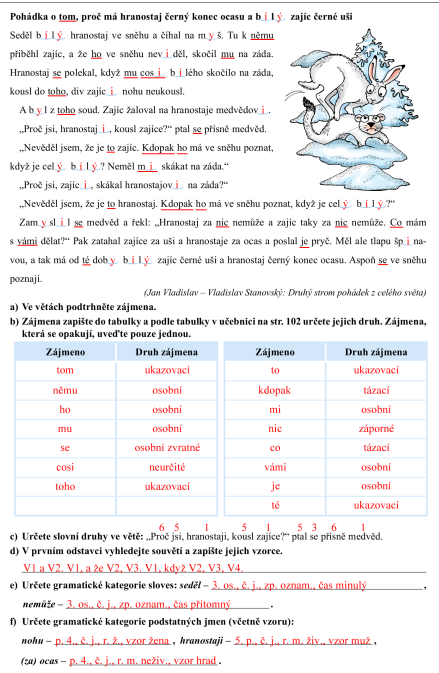 Pohádka o tom, proč má hranostaj černý konec ocasu a b í l ý zajíc černé uši
Seděl b í l ý hranostaj ve sněhu a číhal na m y š. Tu k němu
přiběhl zajíc, a že ho ve sněhu nev i děl, skočil mu na záda.
Hranostaj se polekal, když mu cosi b í lého skočilo na záda,
kousl do toho, div zajíc i nohu neukousl.
A b y l z toho soud. Zajíc žaloval na hranostaje medvědov i.
„Proč jsi, hranostaj i, kousl zajíce?“ ptal se přísně medvěd.
„Nevěděl jsem, že je to zajíc. Kdopak ho má ve sněhu poznat,
když je cel ý b í l ý? Neměl m i skákat na záda.“
„Proč jsi, zajíc i, skákal hranostajov i na záda?“
„Nevěděl jsem, že je to hranostaj. Kdopak ho má ve sněhu poznat, když je cel ý b í l ý?“
Zam y sl i l se medvěd a řekl: „Hranostaj za nic nemůže a zajíc taky za nic nemůže. Co mám
s vámi dělat?“ Pak zatahal zajíce za uši a hranostaje za ocas a poslal je pryč. Měl ale tlapu šp i na-
vou, a tak má od té dob y b í l ý zajíc černé uši a hranostaj černý konec ocasu. Aspoň se ve sněhu
poznají.
(Jan Vladislav – Vladislav Stanovský: Druhý strom pohádek z celého světa)
a) Ve větách podtrhněte zájmena.
b) Zájmena zapište do tabulky a podle tabulky v učebnici na str. 102 určete jejich druh. Zájmena,
která se opakují, uveďte pouze jednou.
Zájmeno Druh zájmena Zájmeno Druh zájmena
tom ukazovací to ukazovací
němu osobní kdopak tázací
ho osobní mi osobní
mu osobní nic záporné
se osobní zvratné co tázací
cosi neurčité vámi osobní
toho ukazovací je osobní
té ukazovací
6 5 1 5 1 5 3 6 1
c) Určete slovní druhy ve větě: „Proč jsi, hranostaji, kousl zajíce?“ ptal se přísně medvěd.
d) V prvním odstavci vyhledejte souvětí a zapište jejich vzorce.
V1 a V2. V1, a že V2, V3. V1, když V2, V3, V4.
e) Určete gramatické kategorie sloves: seděl – 3. os., č. j., zp. oznam., čas minulý,
nemůže – 3. os., č. j., zp. oznam., čas přítomný.
f) Určete gramatické kategorie podstatných jmen (včetně vzoru):
nohu – p. 4., č. j., r. ž., vzor žena, hranostaji – 5. p., č. j., r. m. živ., vzor muž,
(za) ocas – p. 4., č. j., r. m. neživ., vzor hrad.